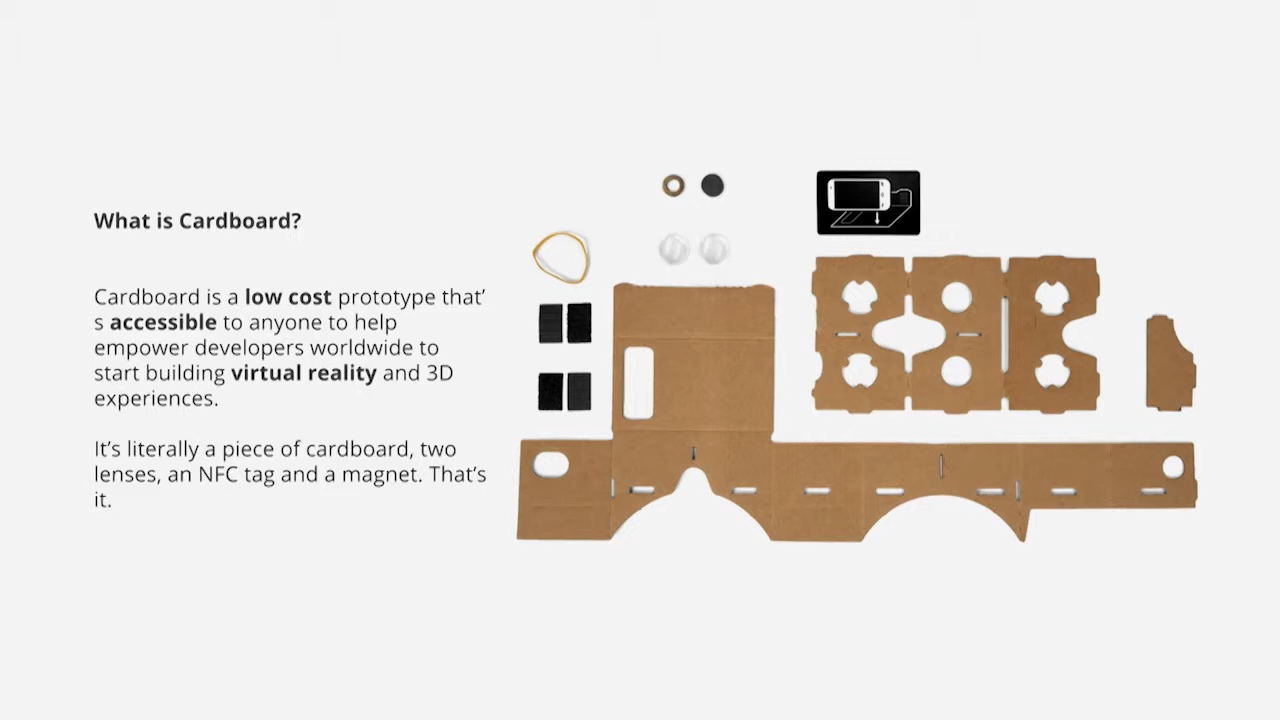 What is Cardboard?
Cardboard is a low cost prototype that’
s accessible to anyone to help
empower developers worldwide to
start building virtual reality and 3D
experiences.
It’s literally a piece of cardboard, two
lenses, an NFC tag and a magnet. That’s
it.